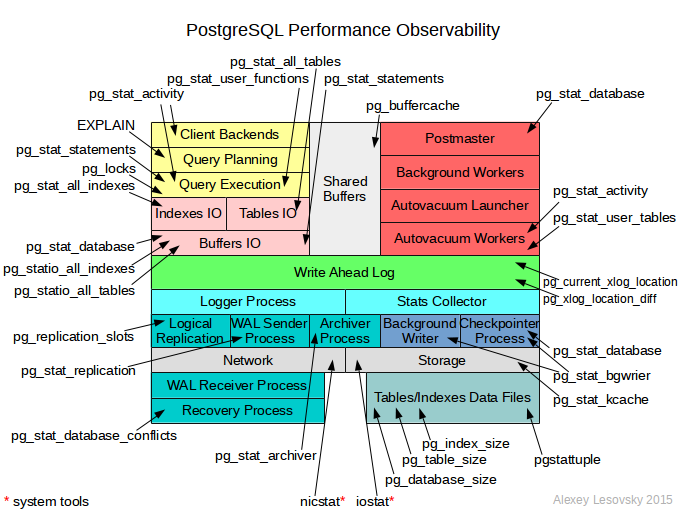 PostgreSQL Performance Observability
pg_stat_all_tables
pg_stat_user_functions
pg_stat_statements
pg_stat_activity
pg_buffercache
pg_stat_database
EXPLAIN
Client Backends
Postmaster
pg_stat_statements
Query Planning
pg_locks
Background Workers
pg_stat_all_indexes
Query Execution
Shared
Buffers
Autovacuum Launcher
pg_stat_activity
Indexes IO
Tables IO
pg_stat_user_tables
pg_stat_database
Buffers IO
Autovacuum Workers
pg_statio_all_indexes
Write Ahead Log
pg_current_xlog_location
pg_statio_all_tables
pg_xlog_location_diff
Logger Process
Stats Collector
pg_replication_slots
Logical
Replication
WAL Sender
Process
Archiver
Process
Background
Writer
Checkpointer
Process
pg_stat_database
pg_stat_replication
Network
Storage
pg_stat_bgwrier
WAL Receiver Process
Tables/Indexes Data Files
pg_stat_kcache
Recovery Process
pg_stat_database_conflicts
pg_stat_archiver
pg_index_size
pg_table_size
pgstattuple
pg_database_size
* system tools
nicstat*
iostat*
Alexey Lesovsky 2015